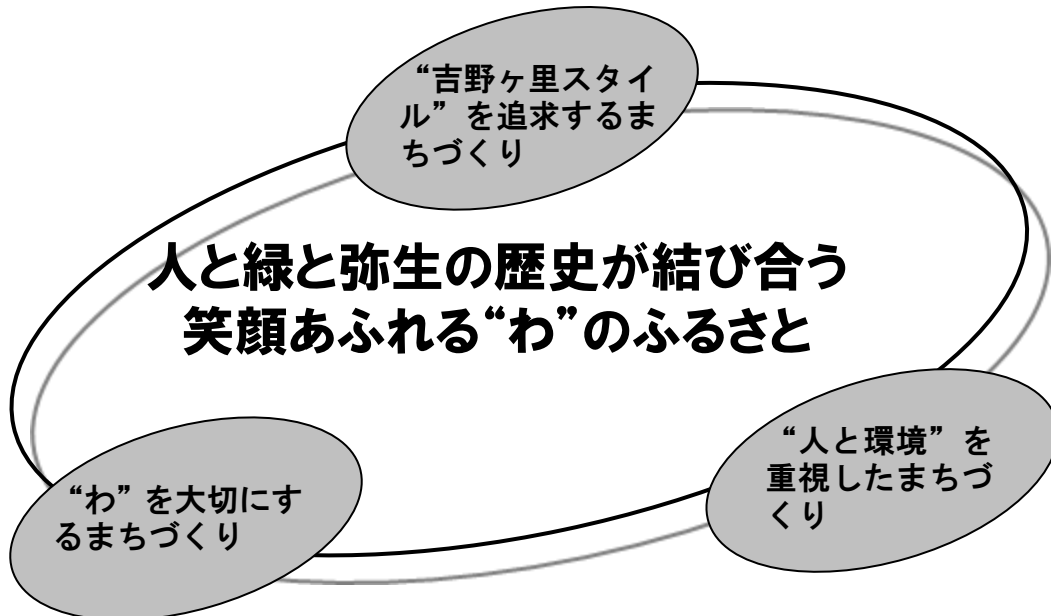 “吉野ヶ里スタイ
ル”を追求するま
ちづくり
人と緑と弥生の歴史が結び合う
笑顔あふれる“わ”のふるさと
“人と環境”を
重視したまちづ
くり
“わ”を大切にす
るまちづくり